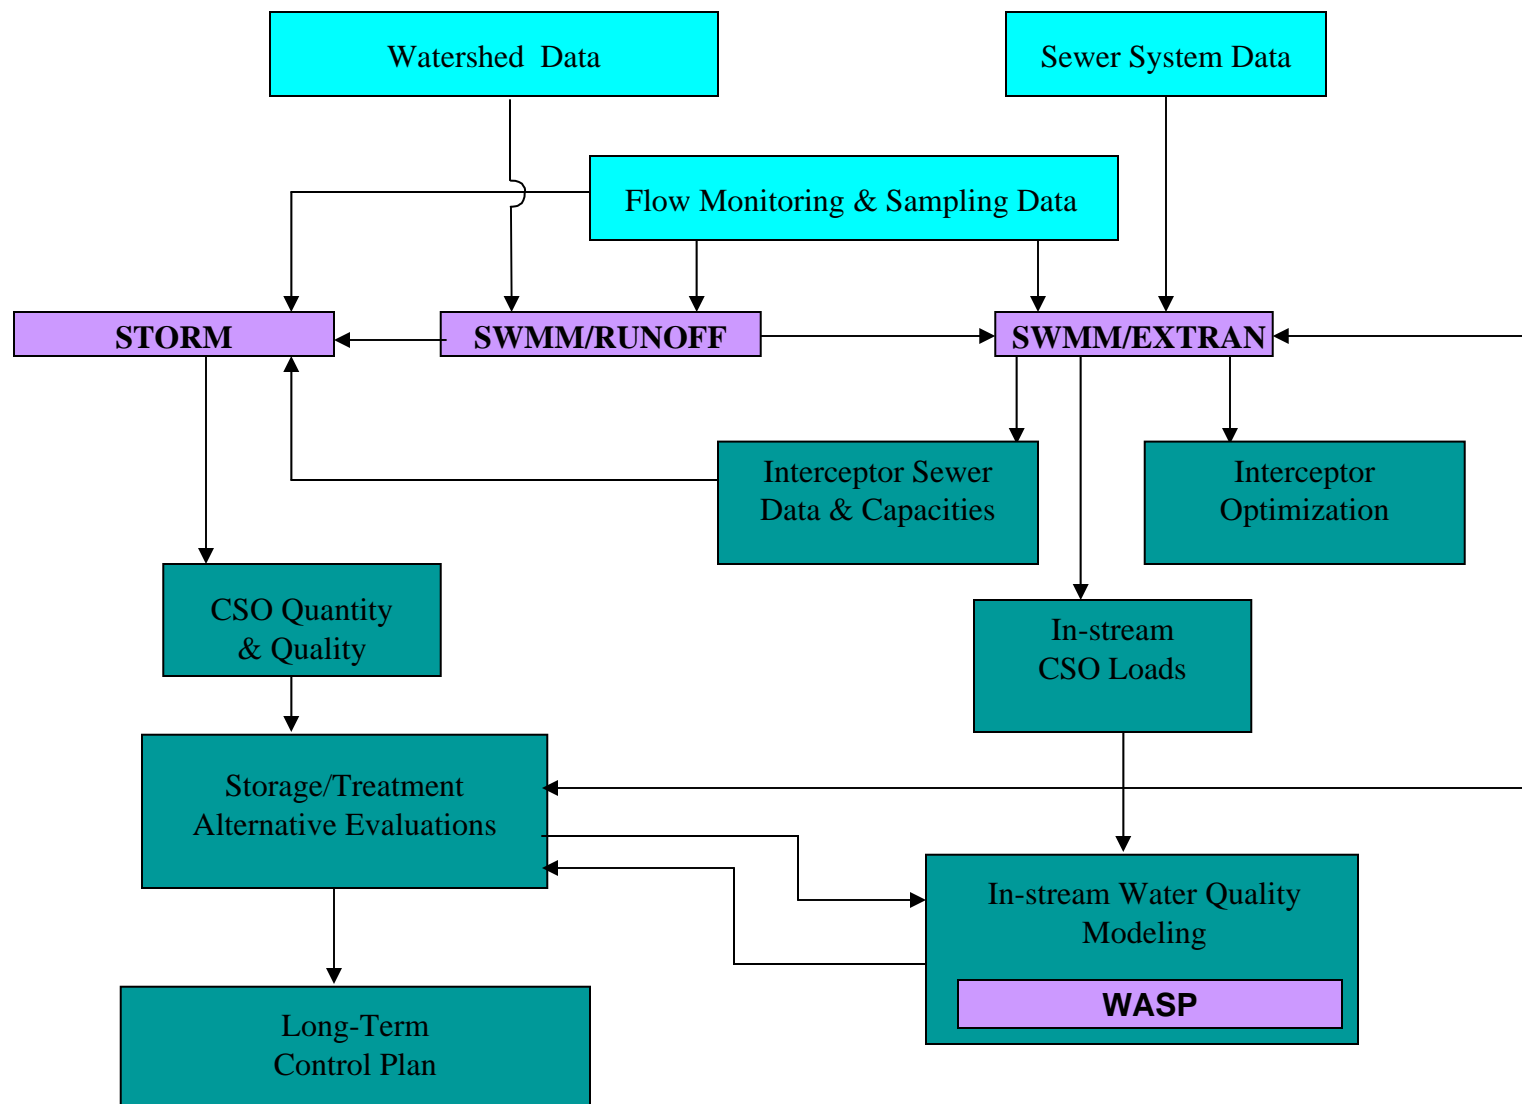 Watershed  Data
Sewer System Data
Flow Monitoring & Sampling Data
STORM
SWMM/RUNOFF
SWMM/EXTRAN
Interceptor Sewer
Data & Capacities
Interceptor
Optimization
CSO Quantity
& Quality
In-stream
CSO Loads
Storage/Treatment
Alternative Evaluations
In-stream Water Quality
Modeling
WASP
Long-Term
Control Plan